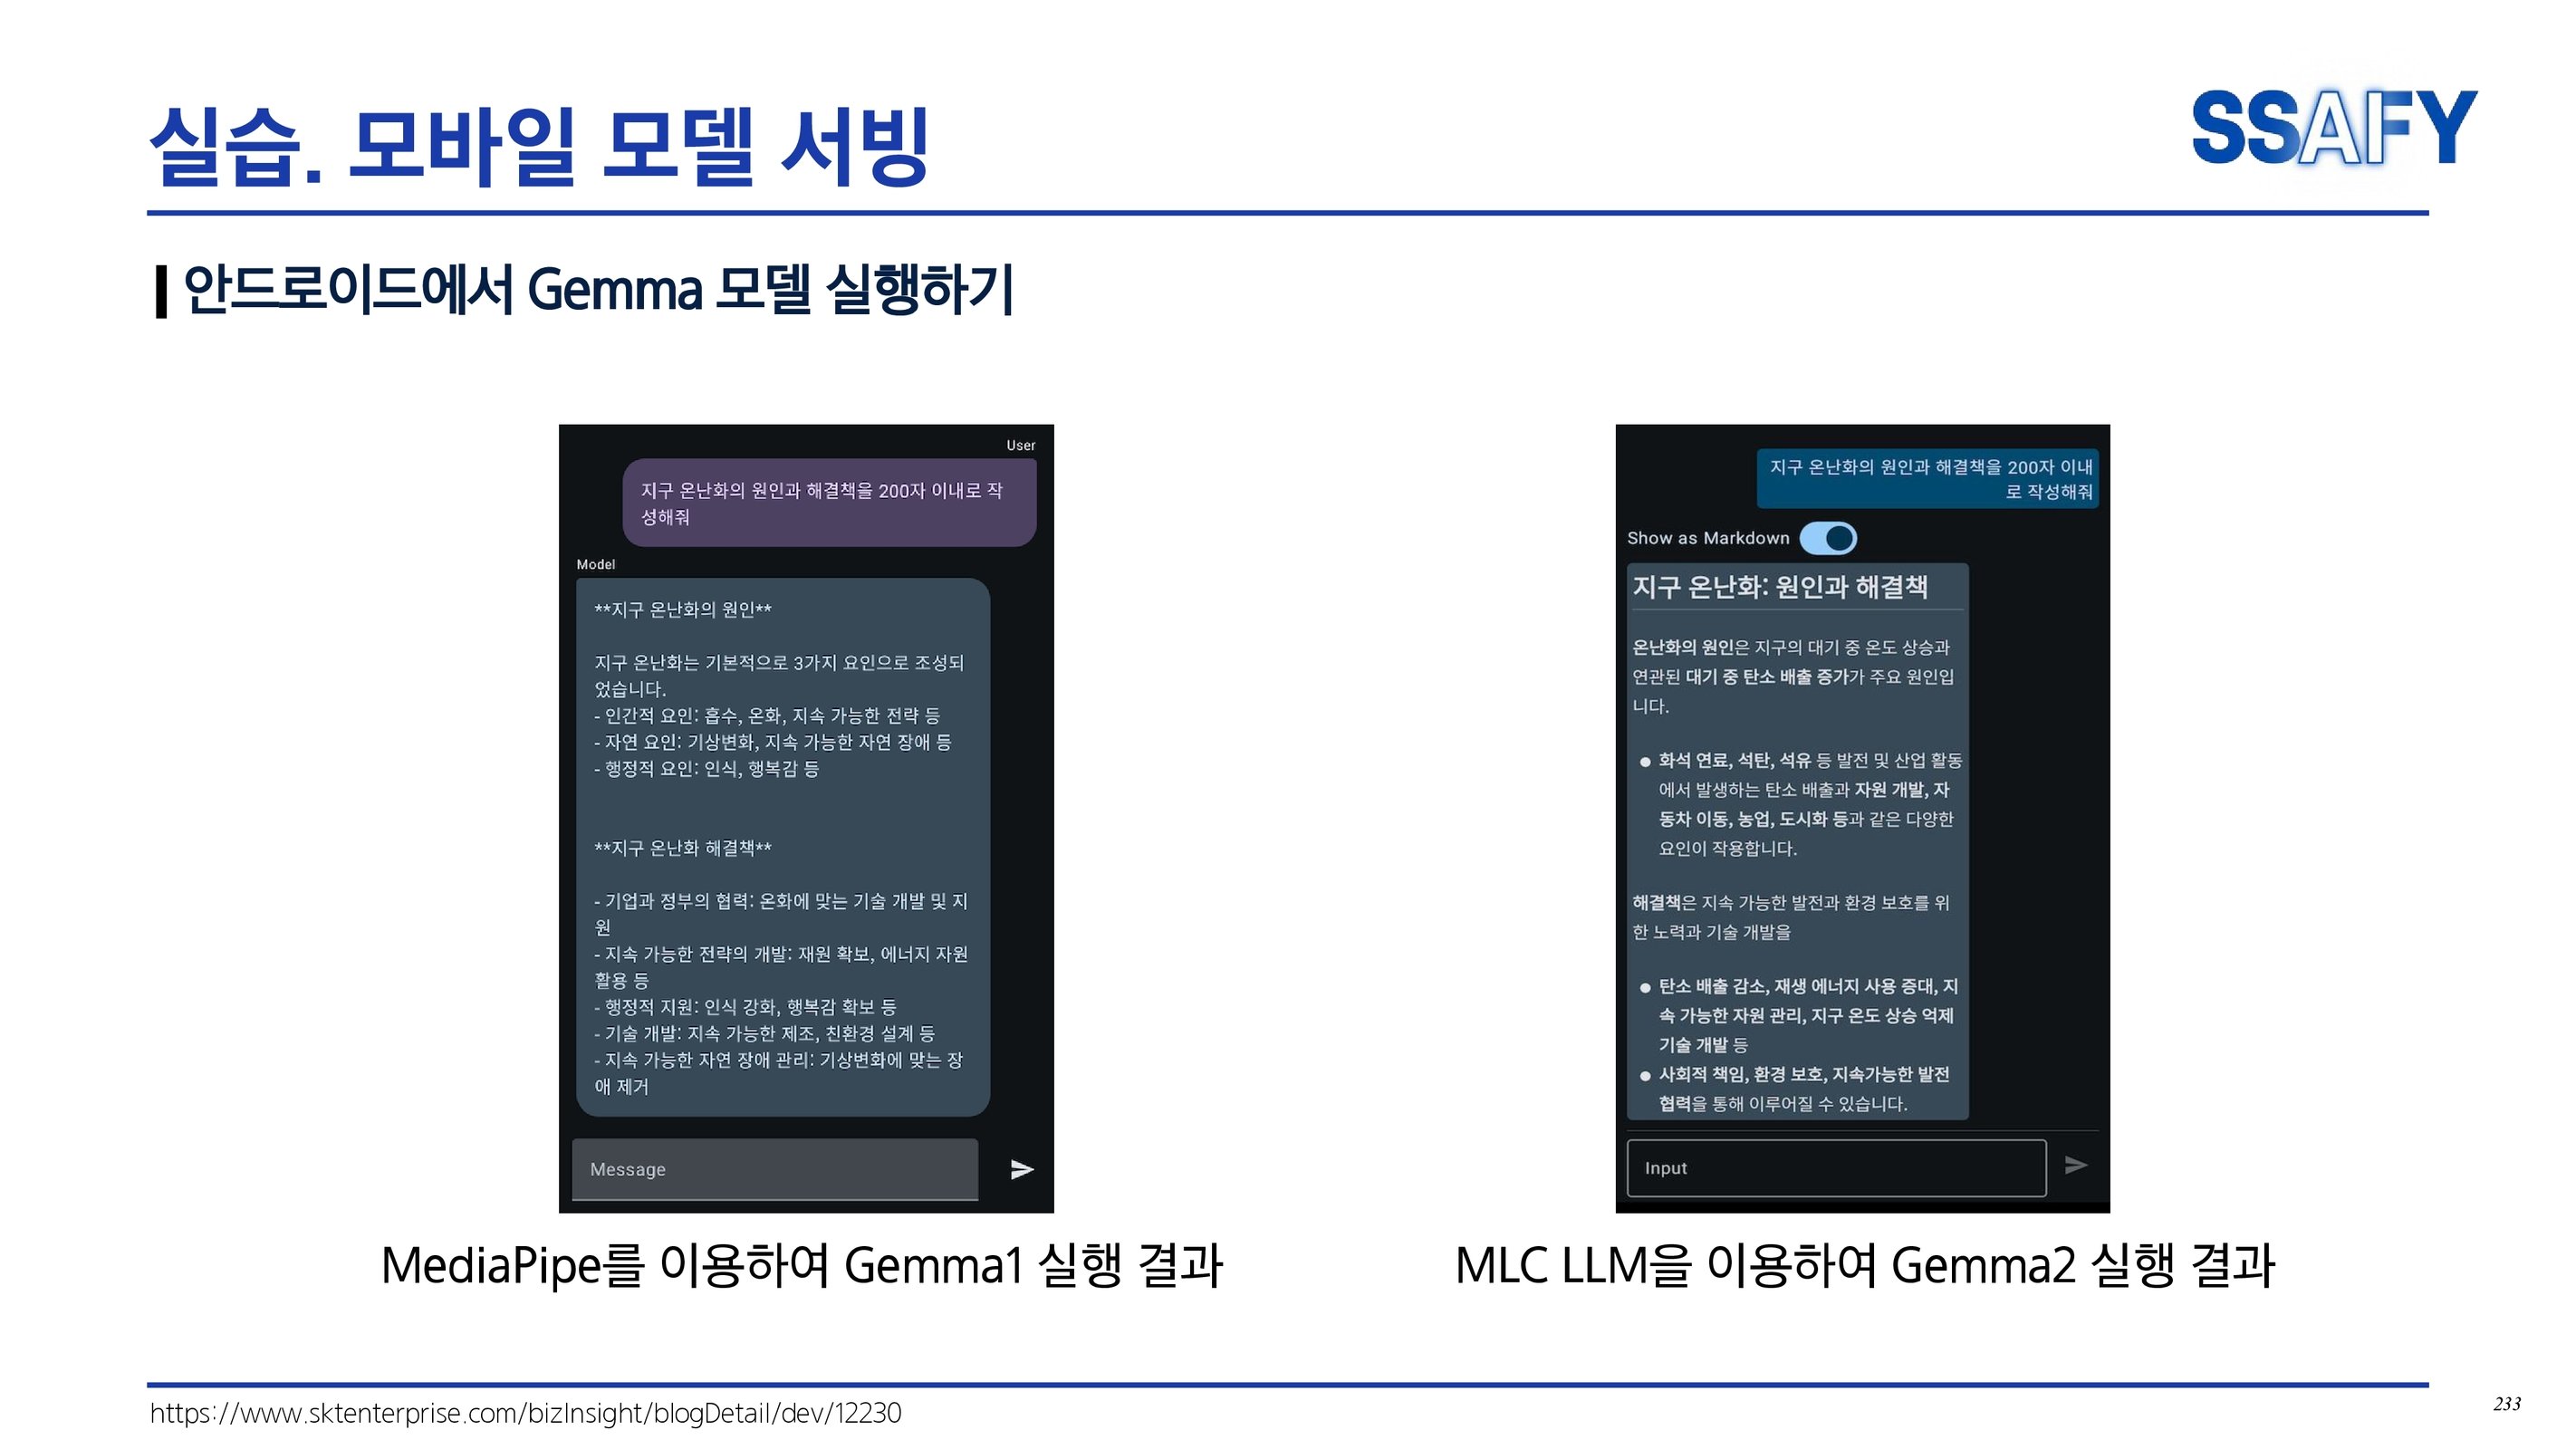 실습. 모바일 모델 서빙
SSAFY
안드로이드에서 Gemma 모델 실행하기
User
지구 온난화의 원인과 해결책을 200자 이내로 작
성해줘
Model
**지구 온난화의 원인**
지구 온난화는 기본적으로 3가지 요인으로 조성되
었습니다.
- 인간적 요인: 흡수, 온화, 지속 가능한 전략 등
- 자연 요인: 기상변화, 지속 가능한 자연 장애 등
- 행정적 요인: 인식, 행복감 등
**지구 온난화 해결책**
- 기업과 정부의 협력: 온화에 맞는 기술 개발 및 지
원
- 지속 가능한 전략의 개발: 재원 확보, 에너지 자원
활용 등
- 행정적 지원: 인식 강화, 행복감 확보 등
- 기술 개발: 지속 가능한 제조, 친환경 설계 등
- 지속 가능한 자연 장애 관리: 기상변화에 맞는 장
애 제거
Message
MediaPipe를 이용하여 Gemma1 실행 결과
지구 온난화의 원인과 해결책을 200자 이내
로 작성해줘
Show as Markdown
지구 온난화: 원인과 해결책
온난화의 원인은 지구의 대기 중 온도 상승과
연관된 대기 중 탄소 배출 증가가 주요 원인입
니다.
● 화석 연료, 석탄, 석유 등 발전 및 산업 활동
에서 발생하는 탄소 배출과 자원 개발, 자
동차 이동, 농업, 도시화 등과 같은 다양한
요인이 작용합니다.
해결책은 지속 가능한 발전과 환경 보호를 위
한 노력과 기술 개발을
● 탄소 배출 감소, 재생 에너지 사용 증대, 지
속 가능한 자원 관리, 지구 온도 상승 억제
기술 개발 등
● 사회적 책임, 환경 보호, 지속가능한 발전
협력을 통해 이루어질 수 있습니다.
Input
MLC LLM을 이용하여 Gemma2 실행 결과
https://www.sktenterprise.com/bizInsight/blogDetail/dev/12230
233